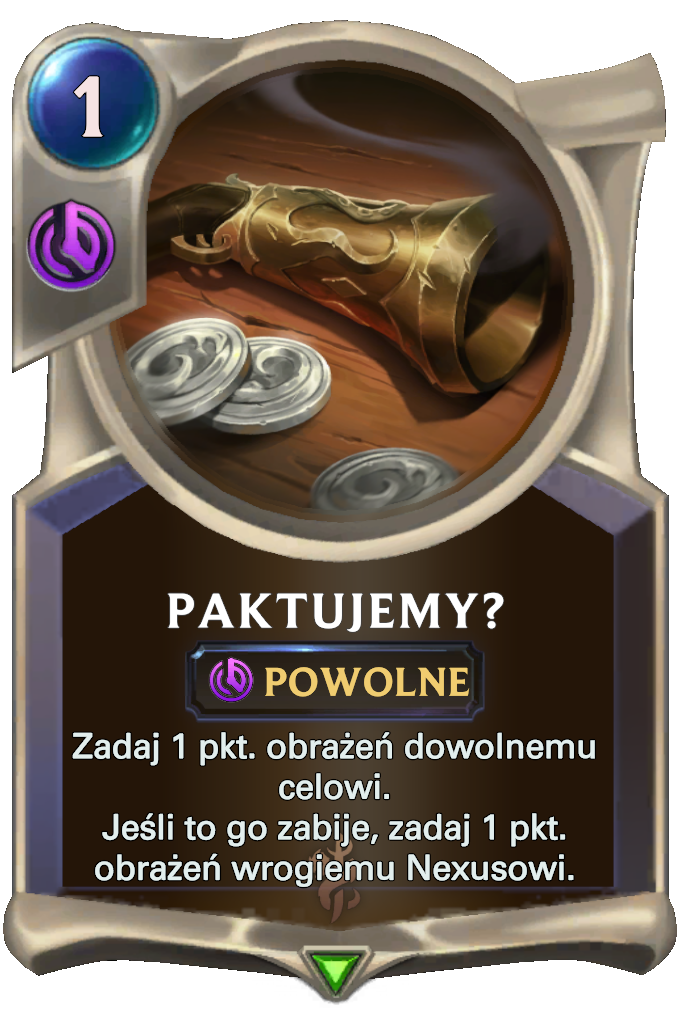 1
PAKTUJEMY?
POWOLNE
Zadaj 1 pkt. obrażeń dowolnemu
celowi.
Jeśli to go zabije, zadaj 1 pkt.
obrażeń wrogiemu Nexusowi.